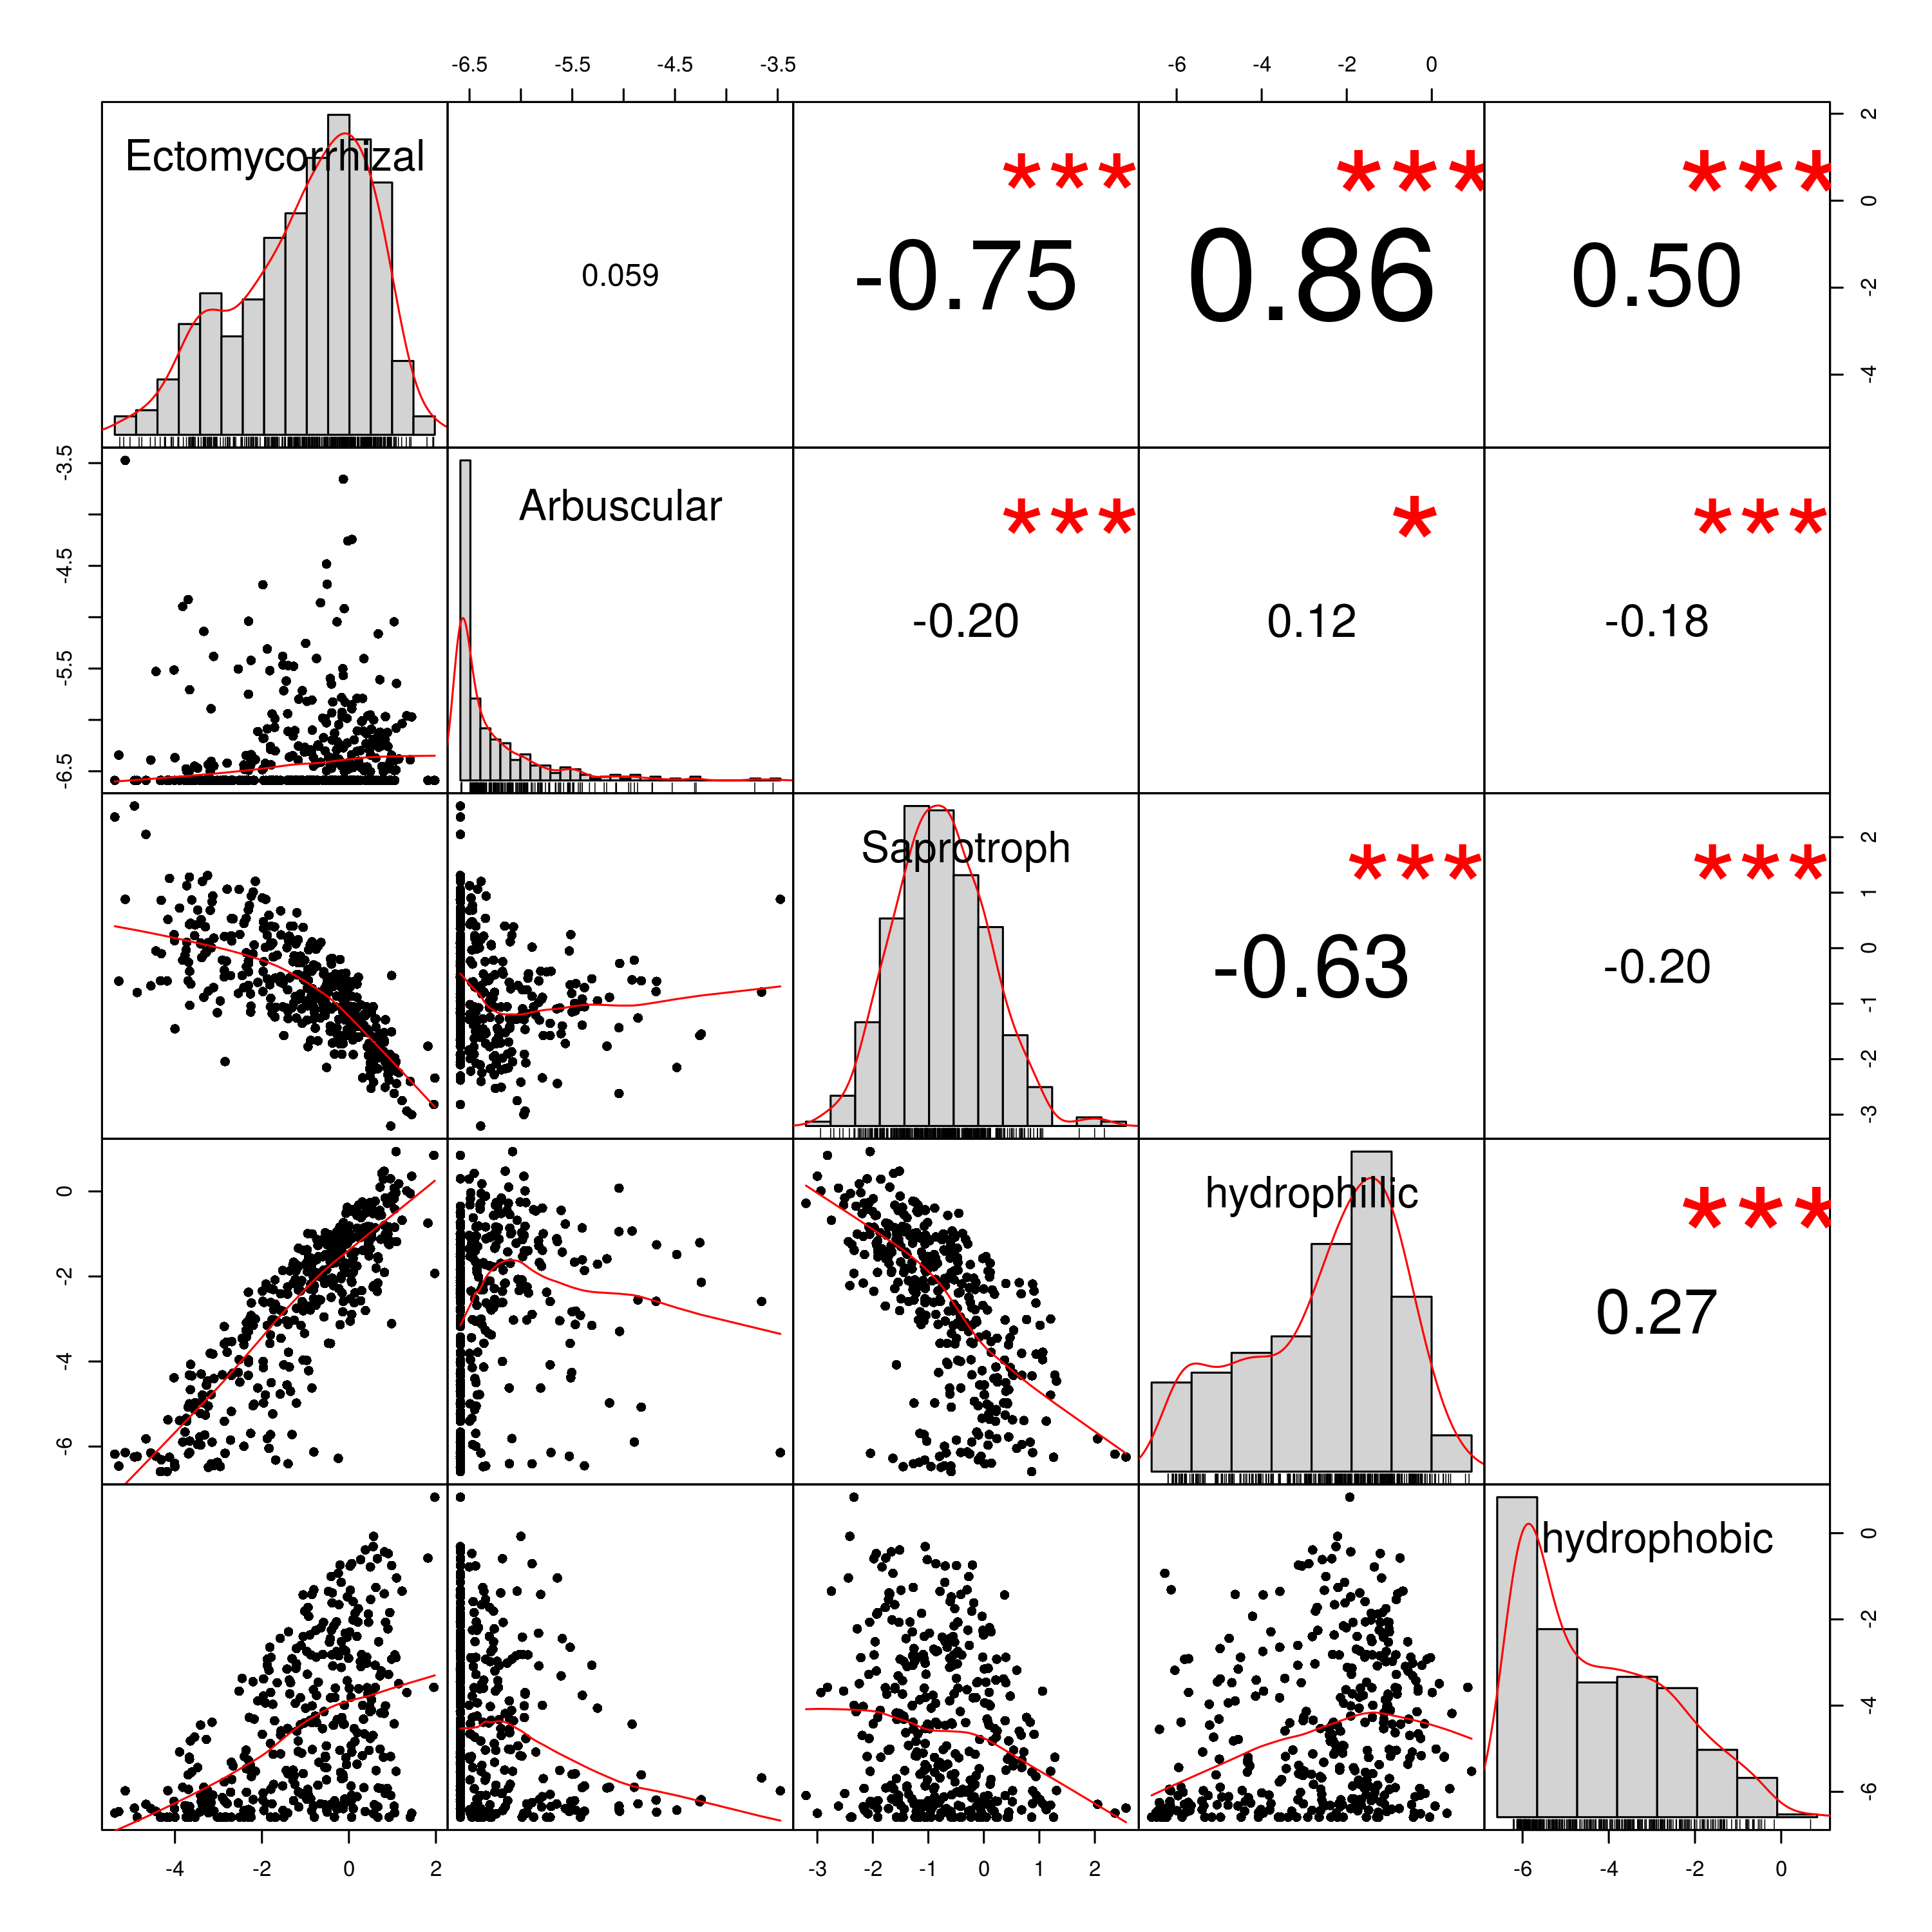 -6.5 -5.5 -4.5 -3.5 -6 -4 -2 0
Ectomycorrhizal 0.059 *** -0.75 *** 0.86 *** 0.50
2 0 -2 -4
-3.5 -4.5 -5.5 -6.5
Arbuscular *** -0.20 * 0.12 *** -0.18
Saprotroph *** -0.63 *** -0.20
2 1 0 -1 -2 -3
0 -2 -4 -6
hydrophillic *** 0.27
hydrophobic
0 -2 -4 -6
-4 -2 0 2 -3 -2 -1 0 1 2 -6 -4 -2 0